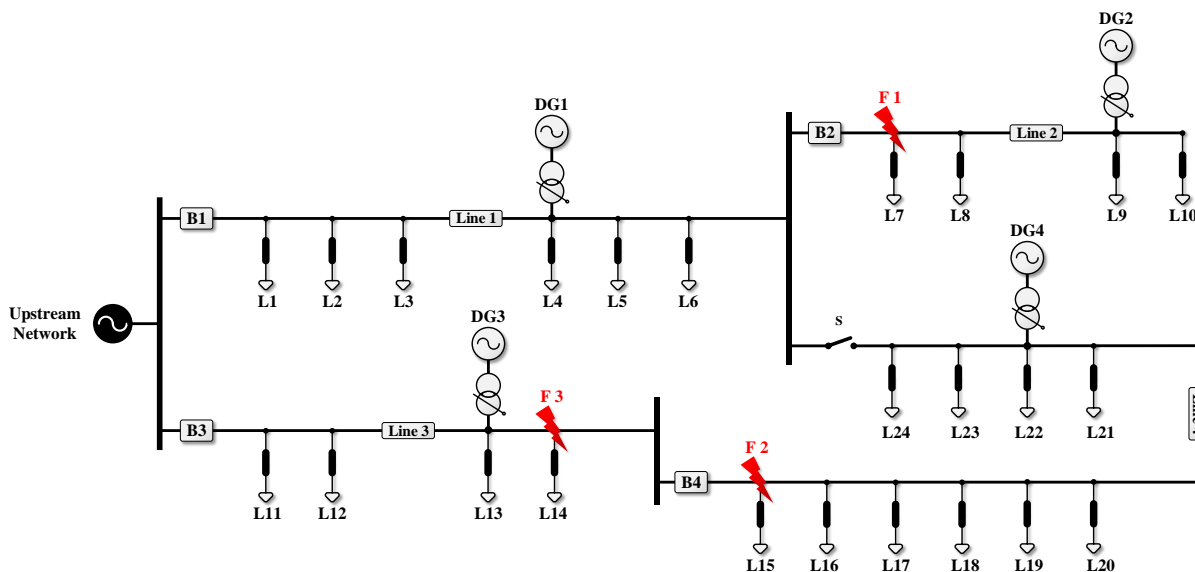 DG2
F 1
DG1
B2
Line 2
L7
L8
L9
L10
B1
Line 1
DG4
L1
L2
L3
L4
L5
L6
Upstream
Network
DG3
S
F 3
L24
L23
L22
L21
B3
Line 3
F 2
B4
L11
L12
L13
L14
L15
L16
L17
L18
L19
L20